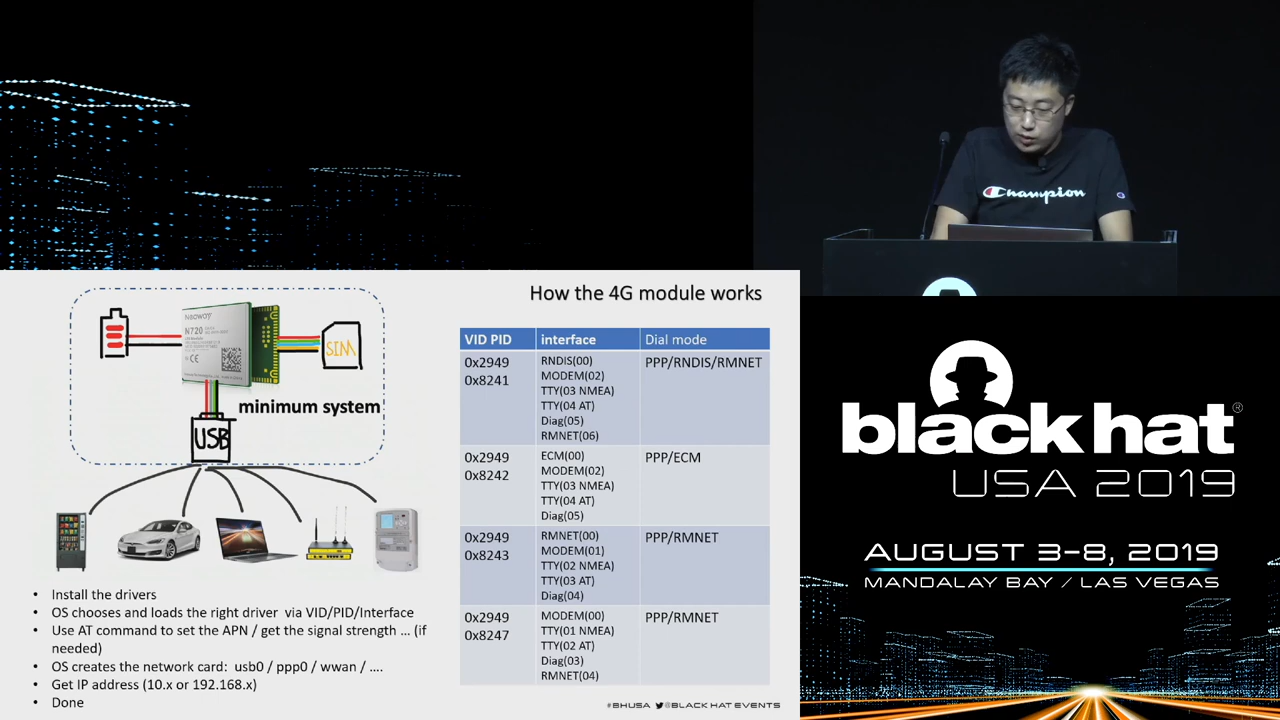 Champion
How the 4G module works
Neoway
N720
SIM
minimum system
USB
VID PID interface Dial mode
0x2949
0x8241
RNDIS(00)
MODEM(02)
TTY(03 NMEA)
TTY(04 AT)
Diag(05)
RMNET(06)
PPP/RNDIS/RMNET
0x2949
0x8242
ECM(00)
MODEM(02)
TTY(03 NMEA)
TTY(04 AT)
Diag(05)
PPP/ECM
0x2949
0x8243
RMNET(00)
MODEM(01)
TTY(02 NMEA)
TTY(03 AT)
Diag(04)
PPP/RMNET
0x2949
0x8247
MODEM(00)
TTY(01 NMEA)
TTY(02 AT)
Diag(03)
RMNET(04)
PPP/RMNET
• Install the drivers
• OS chooses and loads the right driver via VID/PID/Interface
• Use AT command to set the APN / get the signal strength ... (if
needed)
• OS creates the network card: usb0 / ppp0 / wwan / ....
• Get IP address (10.x or 192.168.x)
• Done
#BHUSA @BLACK HAT EVENTS
black hat®
USA 2019
AUGUST 3-8, 2019
MANDALAY BAY / LAS VEGAS